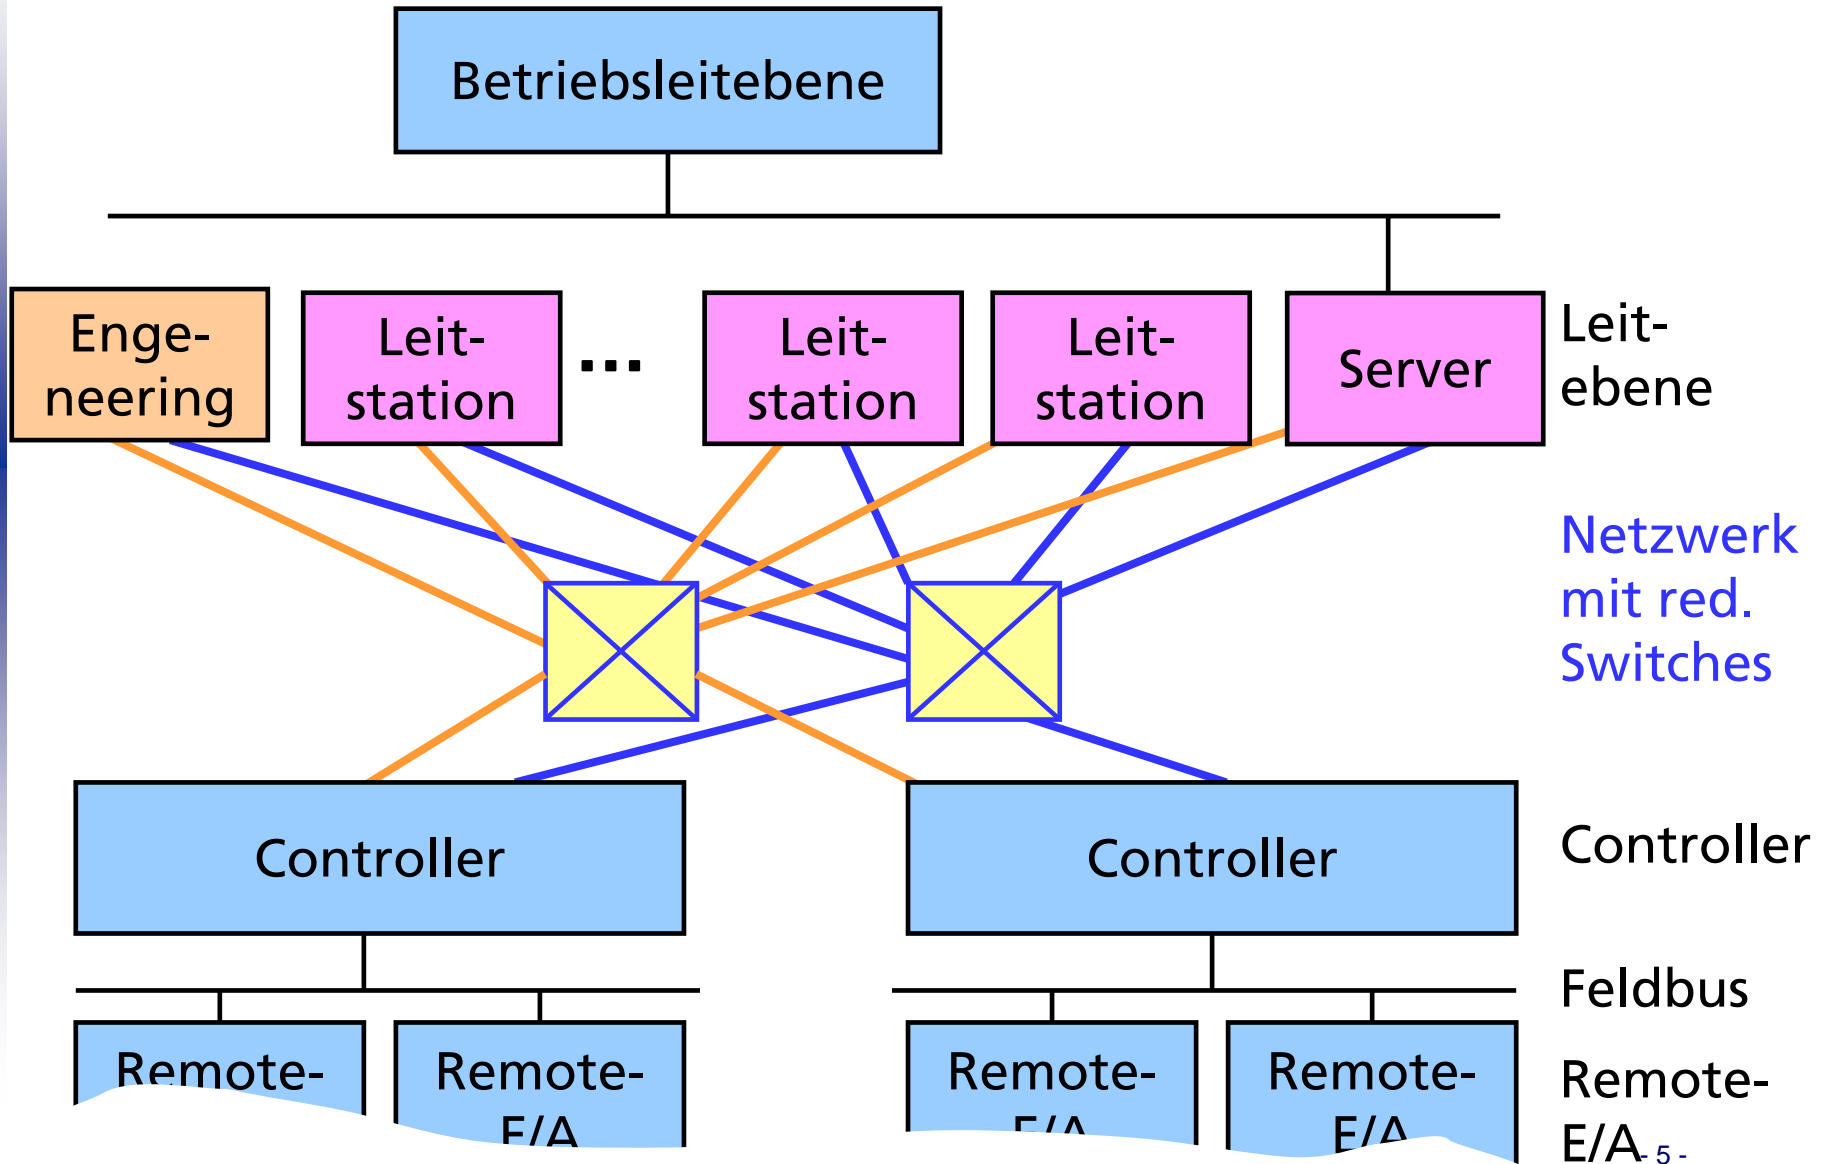 Betriebsleitebene
Enge-
neering
Leit-
station
...
Leit-
station
Leit-
station
Server
Leit-
ebene
Netzwerk
mit red.
Switches
Controller
Controller
Controller
Feldbus
Remote-
Remote-
E/A
Remote-
E/A
Remote-
E/A
Remote-
E/A
- 5 -